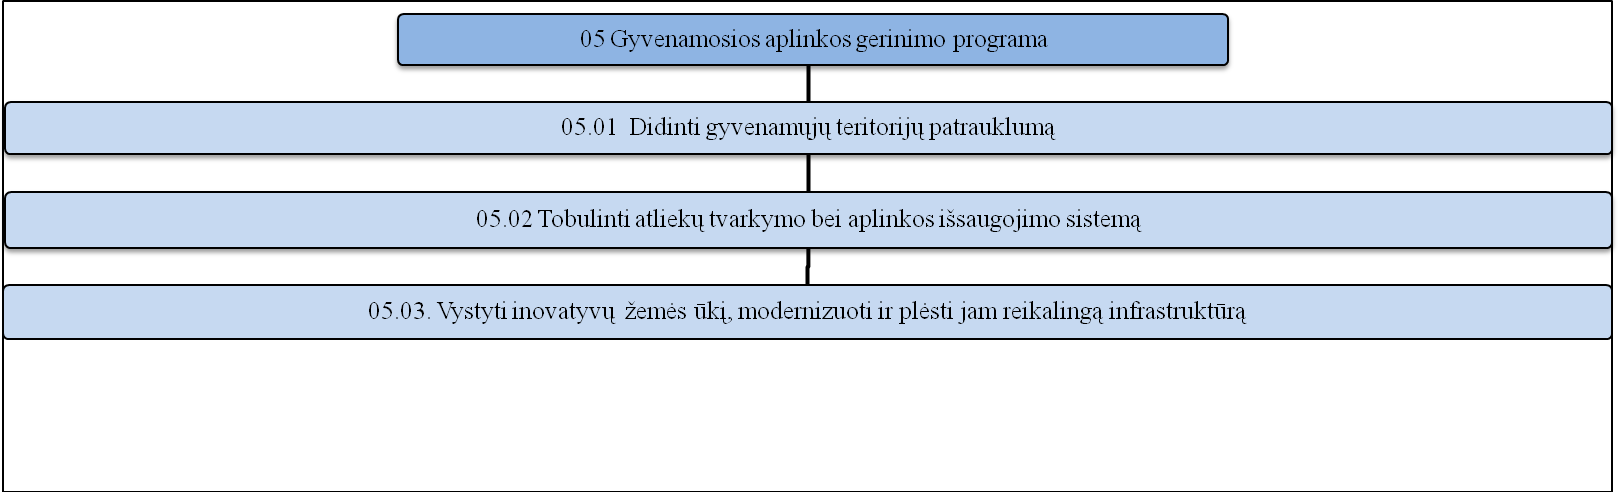 05 Gyvenamosios aplinkos gerinimo programa
05.01 Didinti gyvenamųjų teritorijų patrauklumą
05.02 Tobulinti atliekų tvarkymo bei aplinkos išsaugojimo sistemą
05.03. Vystyti inovatyvų žemės ūkį, modernizuoti ir plėsti jam reikalingą infrastruktūrą